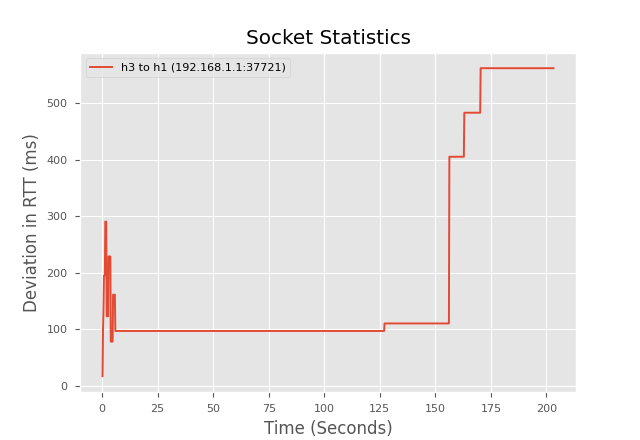 Socket Statistics
h3 to h1 (192.168.1.1:37721)
Deviation in RTT (ms)
500
400
300
200
100
0
0 25 50 75 100 125 150 175 200
Time (Seconds)